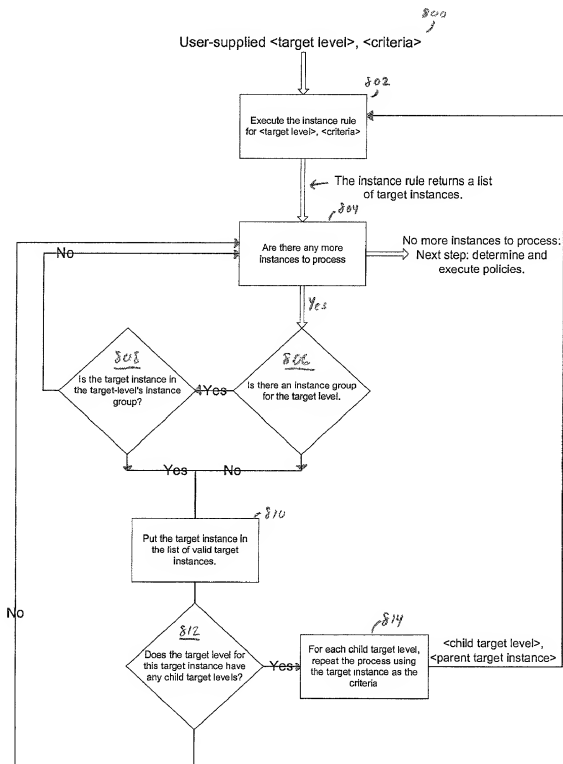 800
User-supplied <target level>, <criteria>
802
Execute the instance rule
for <target level>, <criteria>
The instance rule returns a list
of target instances.
804
Are there any more
instances to process
No more instances to process:
Next step: determine and
execute policies.
No
Yes
808
Is the target instance in
the target-level's instance
group?
Yes
806
Is there an instance group
for the target level.
Yes
No
810
Put the target instance in
the list of valid target
instances.
No
812
Does the target level for
this target instance have
any child target levels?
Yes
814
For each child target level,
repeat the process using
the target instance as the
criteria
<child target level>,
<parent target instance>